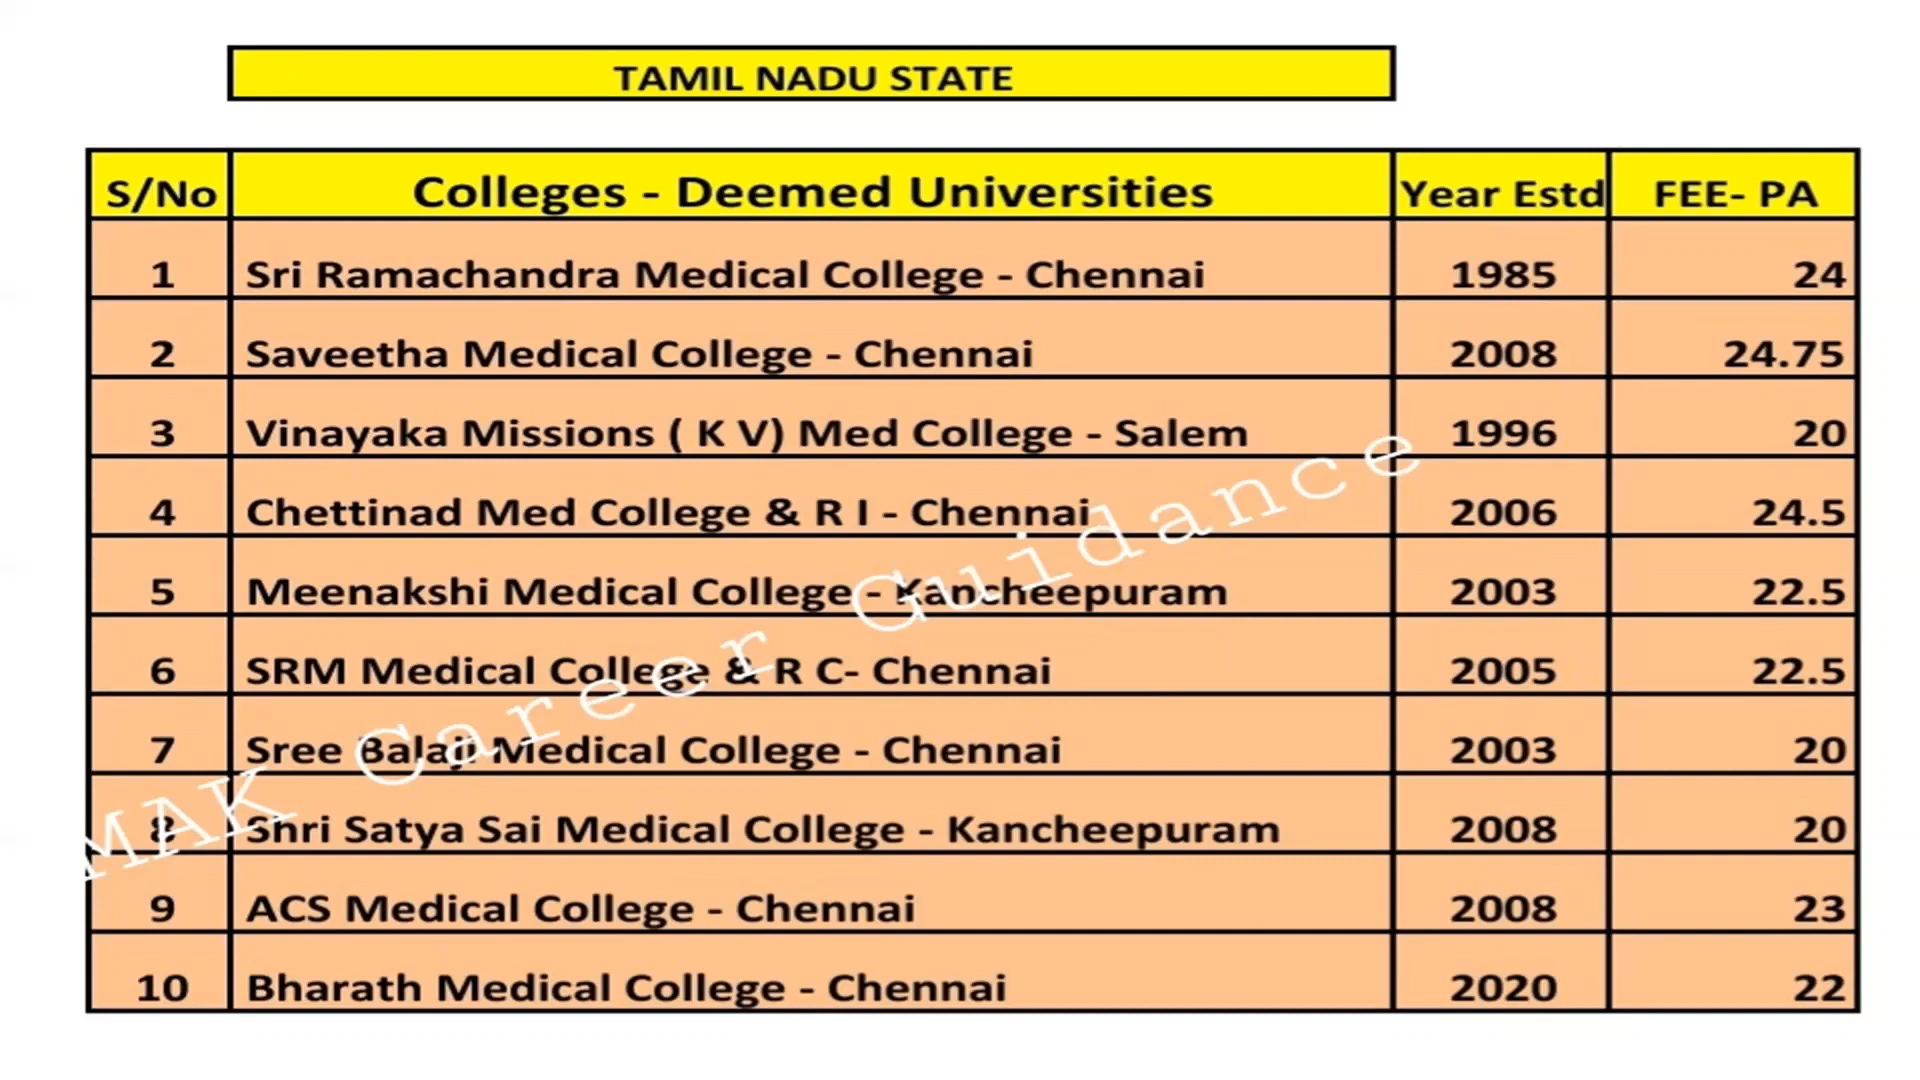 TAMIL NADU STATE
S/No Colleges - Deemed Universities Year Estd FEE- PA
1 Sri Ramachandra Medical College - Chennai 1985 24
2 Saveetha Medical College - Chennai 2008 24.75
3 Vinayaka Missions ( K V) Med College - Salem 1996 20
4 Chettinad Med College & R I - Chennai 2006 24.5
5 Meenakshi Medical College - Kancheepuram 2003 22.5
6 SRM Medical College & R C- Chennai 2005 22.5
7 Sree Balaji Medical College - Chennai 2003 20
8 Shri Satya Sai Medical College - Kancheepuram 2008 20
9 ACS Medical College - Chennai 2008 23
10 Bharath Medical College - Chennai 2020 22
MAK Career Guidance